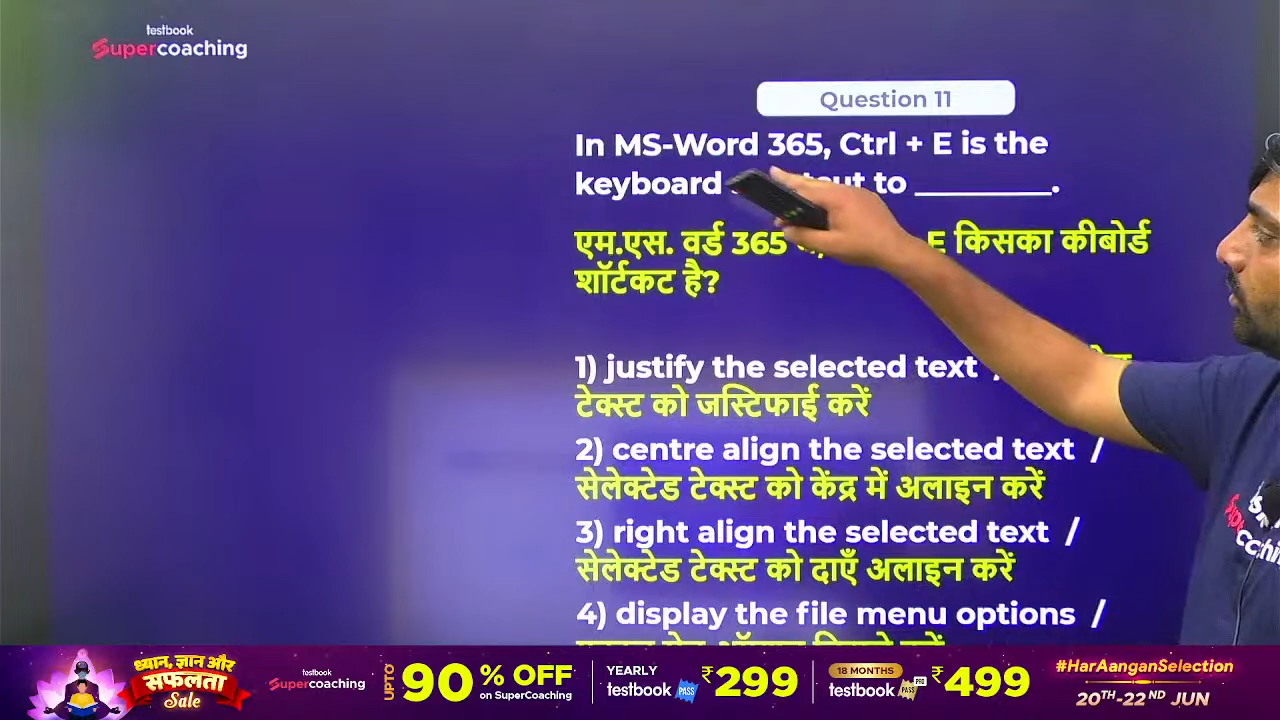 testbook
Supercoaching
Question 11
In MS-Word 365, Ctrl + E is the
keyboard to ________.
एम.एस. वर्ड 365 E किसका कीबोर्ड
शॉर्टकट है?
1) justify the selected text /
टेक्स्ट को जस्टिफाई करें
2) centre align the selected text /
सेलेक्टेड टेक्स्ट को केंद्र में अलाइन करें
3) right align the selected text /
सेलेक्टेड टेक्स्ट को दाएँ अलाइन करें
4) display the file menu options /
ध्यान, ज्ञान और
सफलता
Sale
testbook
Supercoaching
UPTO 90% OFF
on SuperCoaching
YEARLY
testbook PASS
₹299
18 MONTHS
testbook PASS PRO
₹499
#HarAanganSelection
20TH-22ND JUN